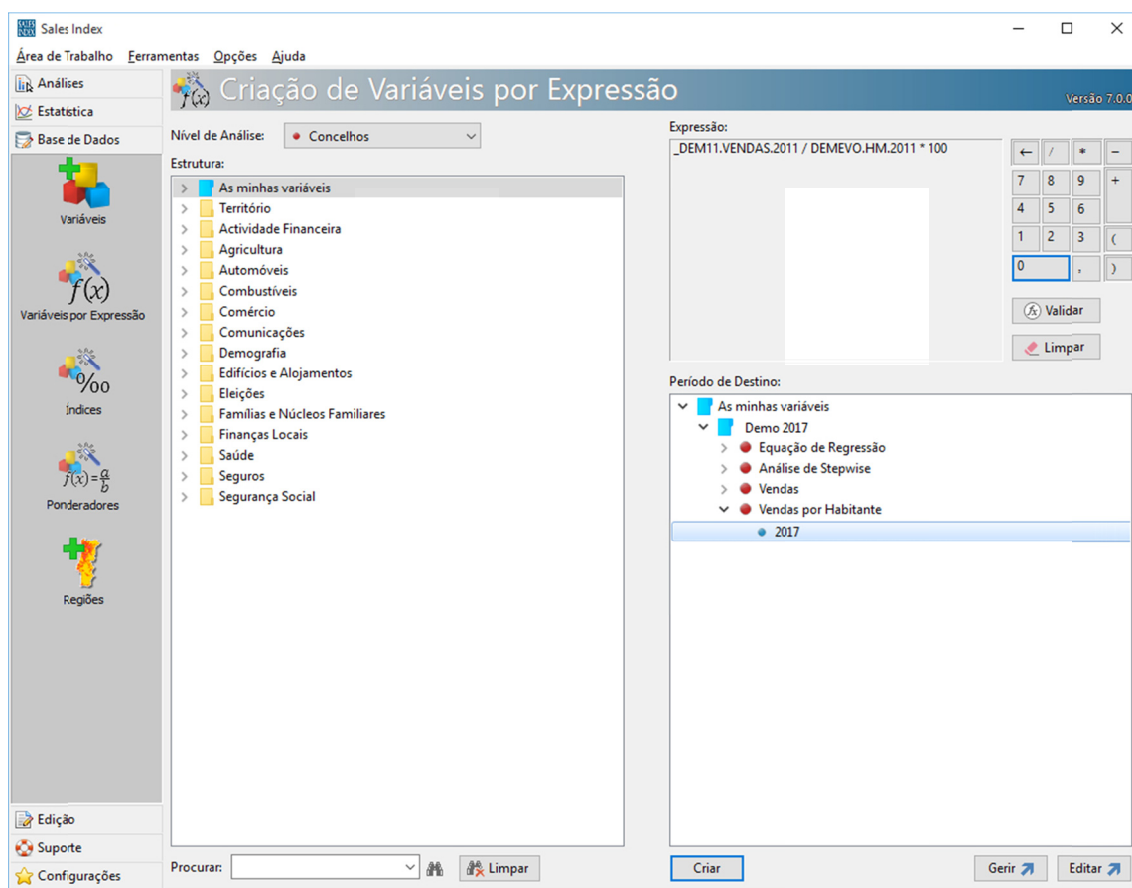 SALES INDEX Sales Index
Área de Trabalho Ferramentas Opções Ajuda
Análises
Estatística
Base de Dados
Variáveis
f(x)
Variáveis por Expressão
%00
Índices
f(x)=a/b
Ponderadores
Regiões
Edição
Suporte
Configurações
f(x) Criação de Variáveis por Expressão
Versão 7.0.0
Nível de Análise: Concelhos
Estrutura:
As minhas variáveis
Território
Actividade Financeira
Agricultura
Automóveis
Combustíveis
Comércio
Comunicações
Demografia
Edifícios e Alojamentos
Eleições
Famílias e Núcleos Familiares
Finanças Locais
Saúde
Seguros
Segurança Social
Procurar: Limpar
Expressão:
_DEM11.VENDAS.2011 / DEMEVO.HM.2011 * 100
← / * −
7 8 9 +
4 5 6
1 2 3 (
0 , )
fx Validar
Limpar
Período de Destino:
As minhas variáveis
Demo 2017
Equação de Regressão
Análise de Stepwise
Vendas
Vendas por Habitante
2017
Criar Gerir Editar